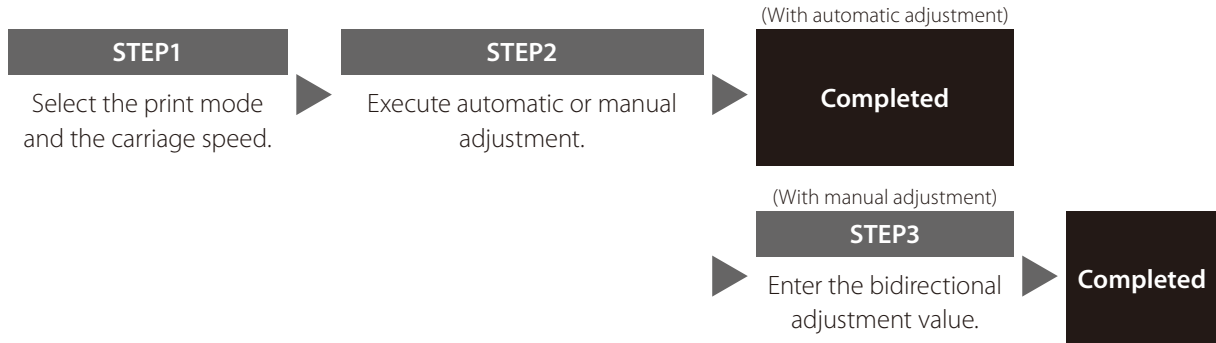 STEP1
Select the print mode
and the carriage speed.
STEP2
Execute automatic or manual
adjustment.
(With automatic adjustment)
Completed
(With manual adjustment)
STEP3
Enter the bidirectional
adjustment value.
Completed